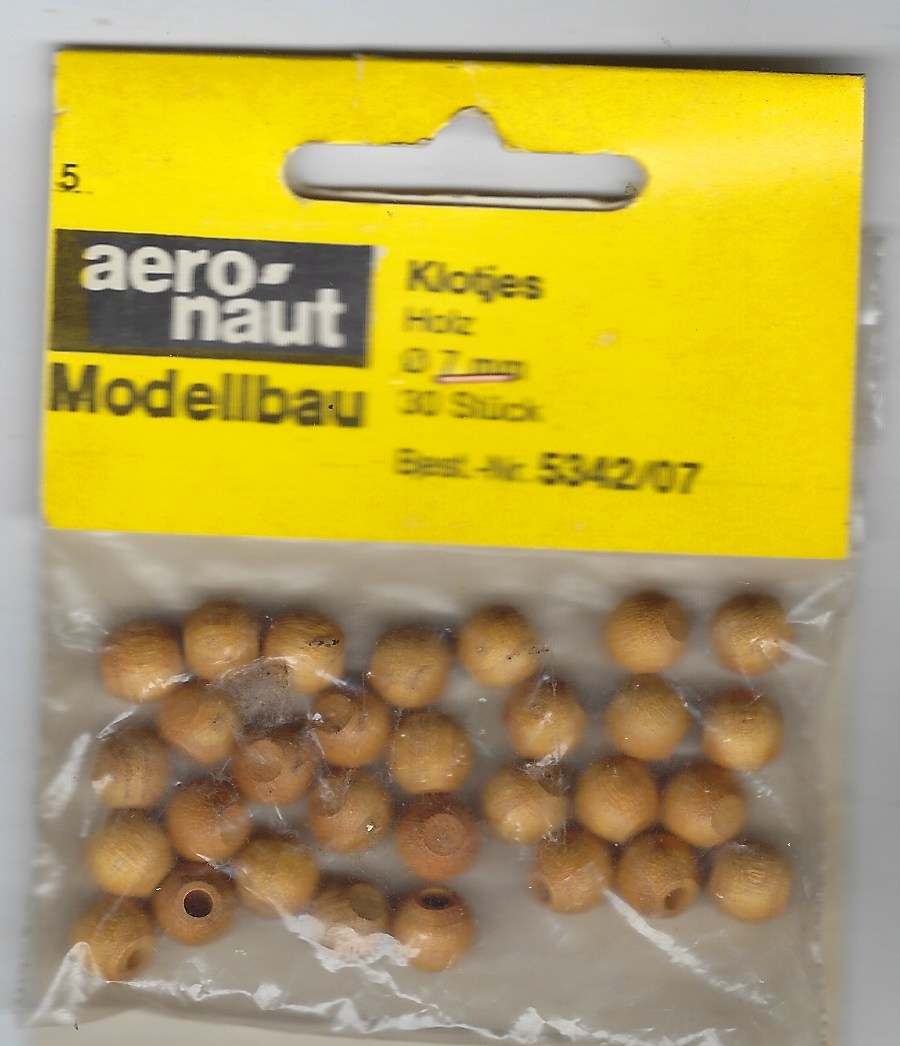 5
aero-
naut
Modellbau
Klotjes
Holz
Ø 7 mm
30 Stück
Best.-Nr. 5342/07